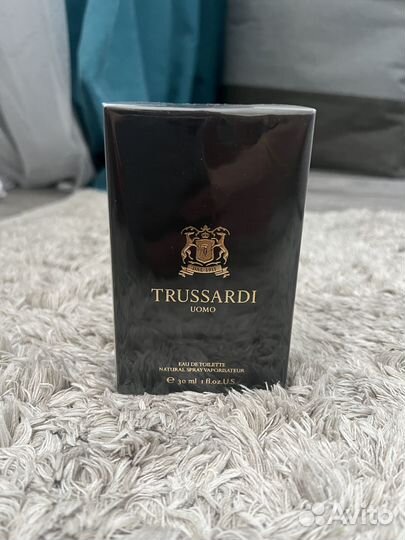 TRUSSARDI
UOMO
EAU DE TOILETTE
NATURAL SPRAY VAPORISATEUR
℮ 30 ml 1 fl.oz.U.S.
Avito